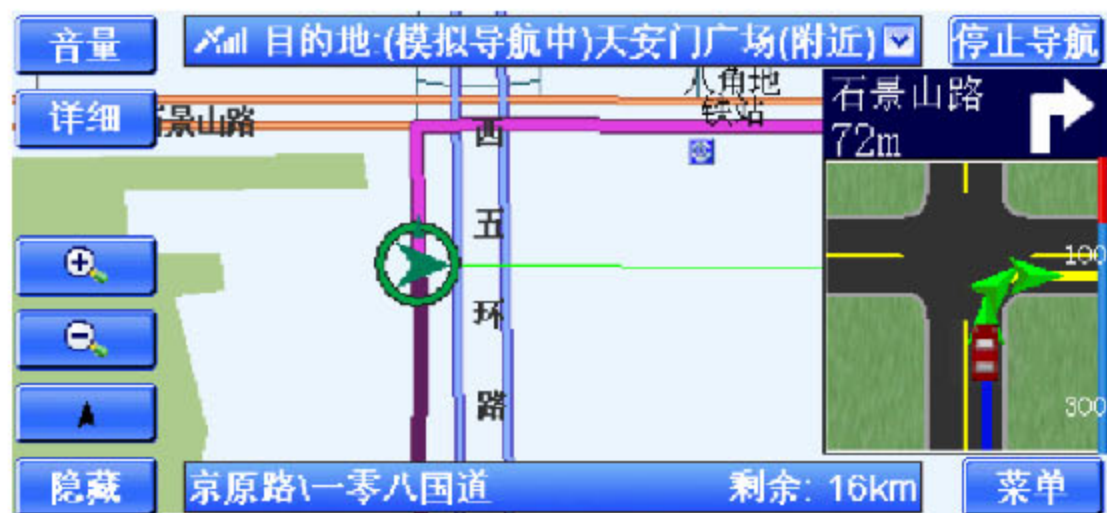 音量
目的地:(模拟导航中)天安门广场(附近)
停止导航
详细
石景山路
八角地
铁站
石景山路
72m
西五环路
100
300
隐藏
京原路\一零八国道
剩余: 16km
菜单